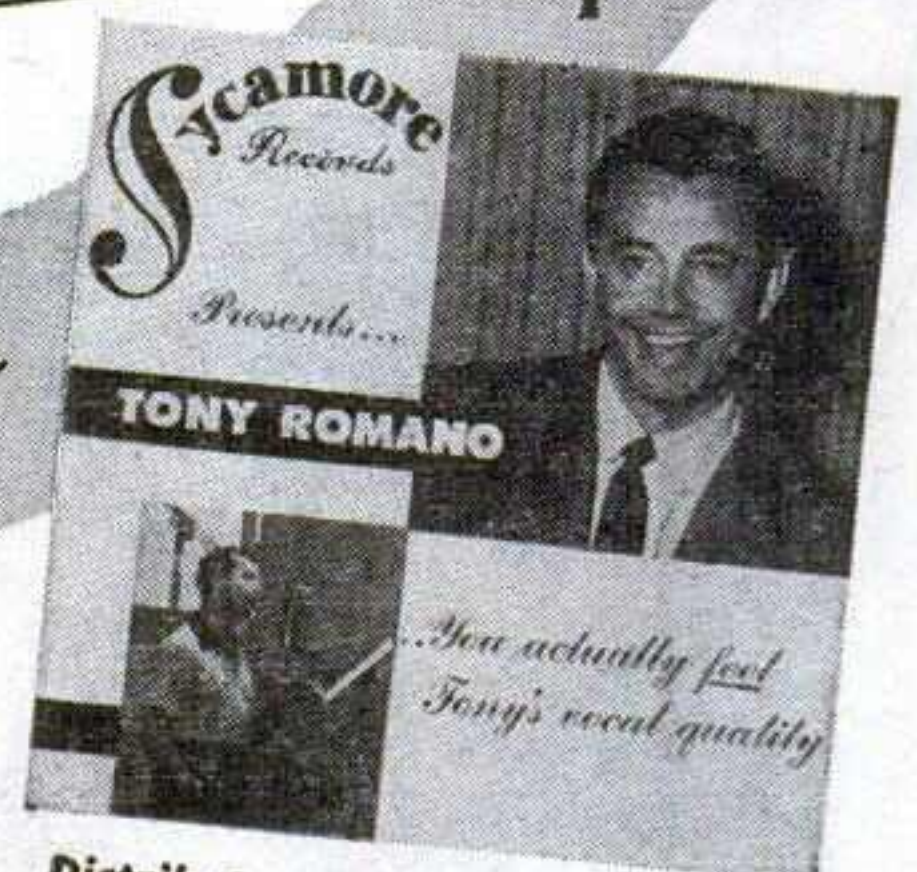 Sycamore
Records
Presents...
TONY ROMANO
...You actually feel
Tony's vocal quality